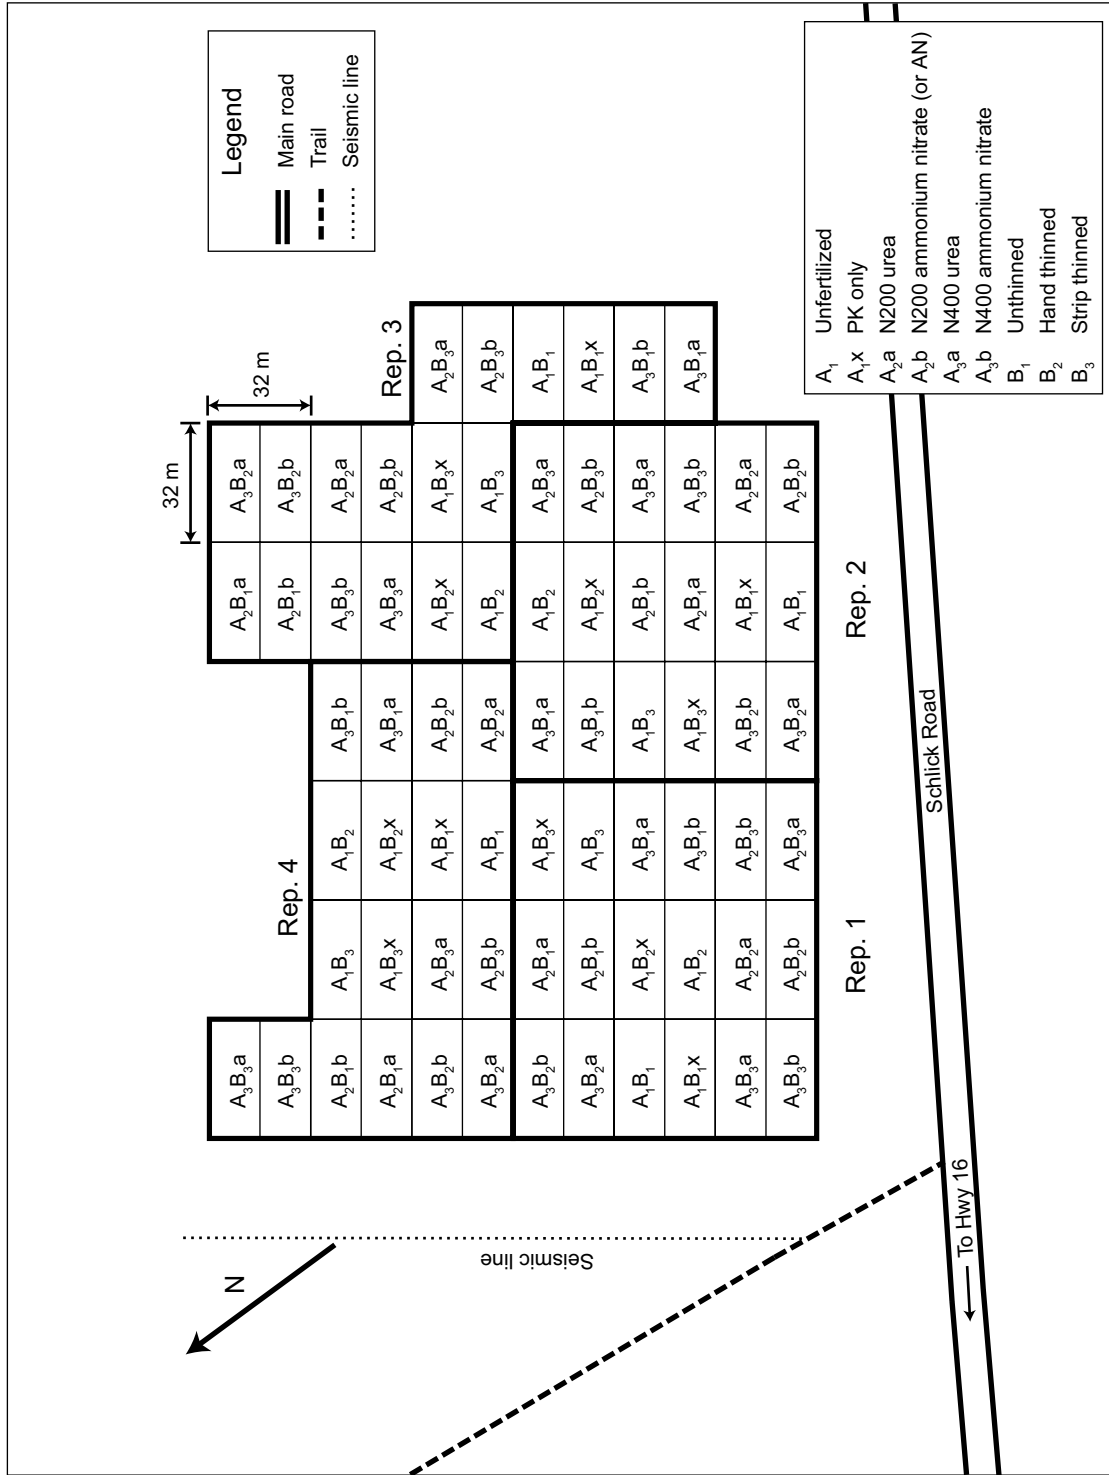 Legend
Main road
Trail
Seismic line
N
32 m
32 m
Rep. 4
Rep. 3
A₃B₃a A₂B₁a A₃B₂a
A₃B₃b A₂B₁b A₃B₂b
A₂B₁b A₁B₃ A₁B₂ A₃B₁b A₃B₃b A₂B₂a
A₂B₁a A₁B₃x A₁B₂x A₃B₁a A₃B₃a A₂B₂b
A₃B₂b A₂B₃a A₁B₁x A₂B₂b A₁B₂x A₁B₃x A₂B₃a
A₃B₂a A₂B₃b A₁B₁ A₂B₂a A₁B₂ A₁B₃ A₂B₃b
A₃B₂b A₂B₁a A₁B₃x A₃B₁a A₁B₂ A₂B₃a A₁B₁
A₃B₂a A₂B₁b A₁B₃ A₃B₁b A₁B₂x A₂B₃b A₁B₁x
A₁B₁ A₁B₂x A₃B₁a A₁B₃ A₂B₁b A₃B₃a A₃B₁b
A₁B₁x A₁B₂ A₃B₁b A₁B₃x A₂B₁a A₃B₃b A₃B₁a
A₃B₃a A₂B₂a A₂B₃b A₃B₂b A₁B₁x A₂B₂a
A₃B₃b A₂B₂b A₂B₃a A₃B₂a A₁B₁ A₂B₂b
Seismic line
Rep. 1
Rep. 2
Schlick Road
To Hwy 16
A₁ Unfertilized
A₁x PK only
A₂a N200 urea
A₂b N200 ammonium nitrate (or AN)
A₃a N400 urea
A₃b N400 ammonium nitrate
B₁ Unthinned
B₂ Hand thinned
B₃ Strip thinned